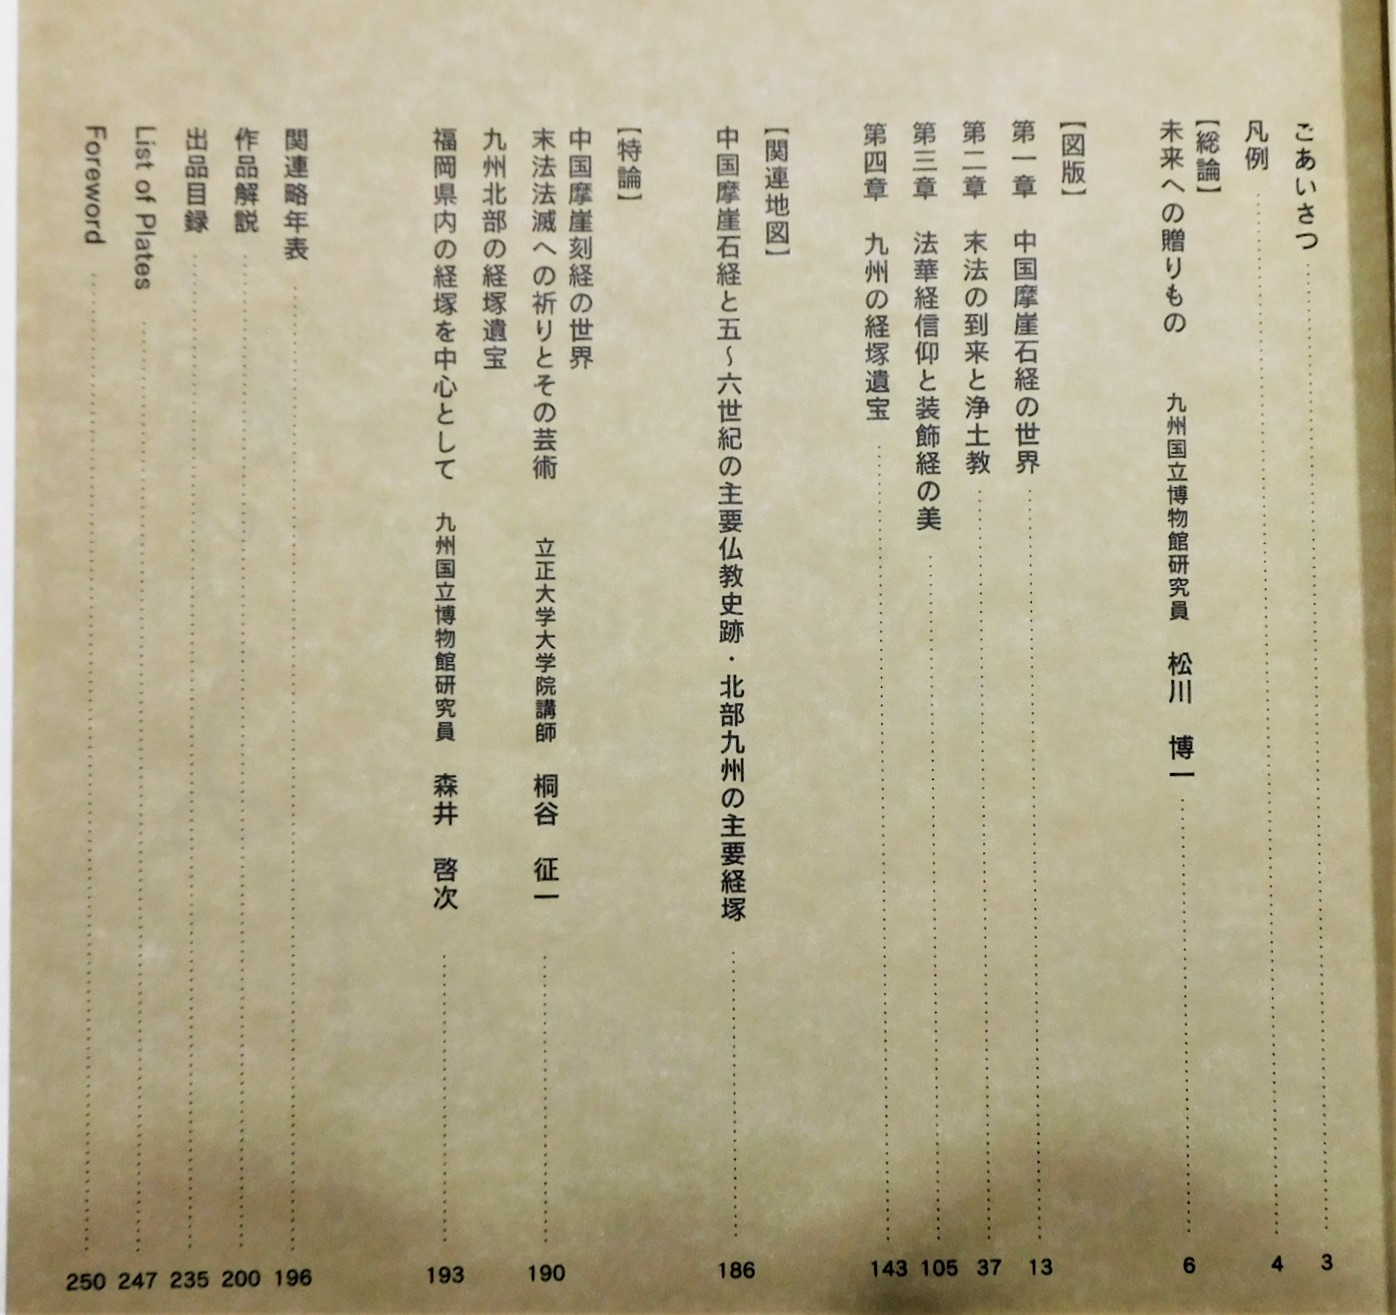 ごあいさつ 3
凡例 4
【総論】
未来への贈りもの 九州国立博物館研究員 松川 博一 6
【図版】
第一章 中国摩崖石経の世界 13
第二章 末法の到来と浄土教 37
第三章 法華経信仰と装飾経の美 105
第四章 九州の経塚遺宝 143
【関連地図】
中国摩崖石経と五〜六世紀の主要仏教史跡・北部九州の主要経塚 186
【特論】
中国摩崖刻経の世界
末法法滅への祈りとその芸術 立正大学大学院講師 桐谷 征一 190
九州北部の経塚遺宝
福岡県内の経塚を中心として 九州国立博物館研究員 森井 啓次 193
関連略年表 196
作品解説 200
出品目録 235
List of Plates 247
Foreword 250